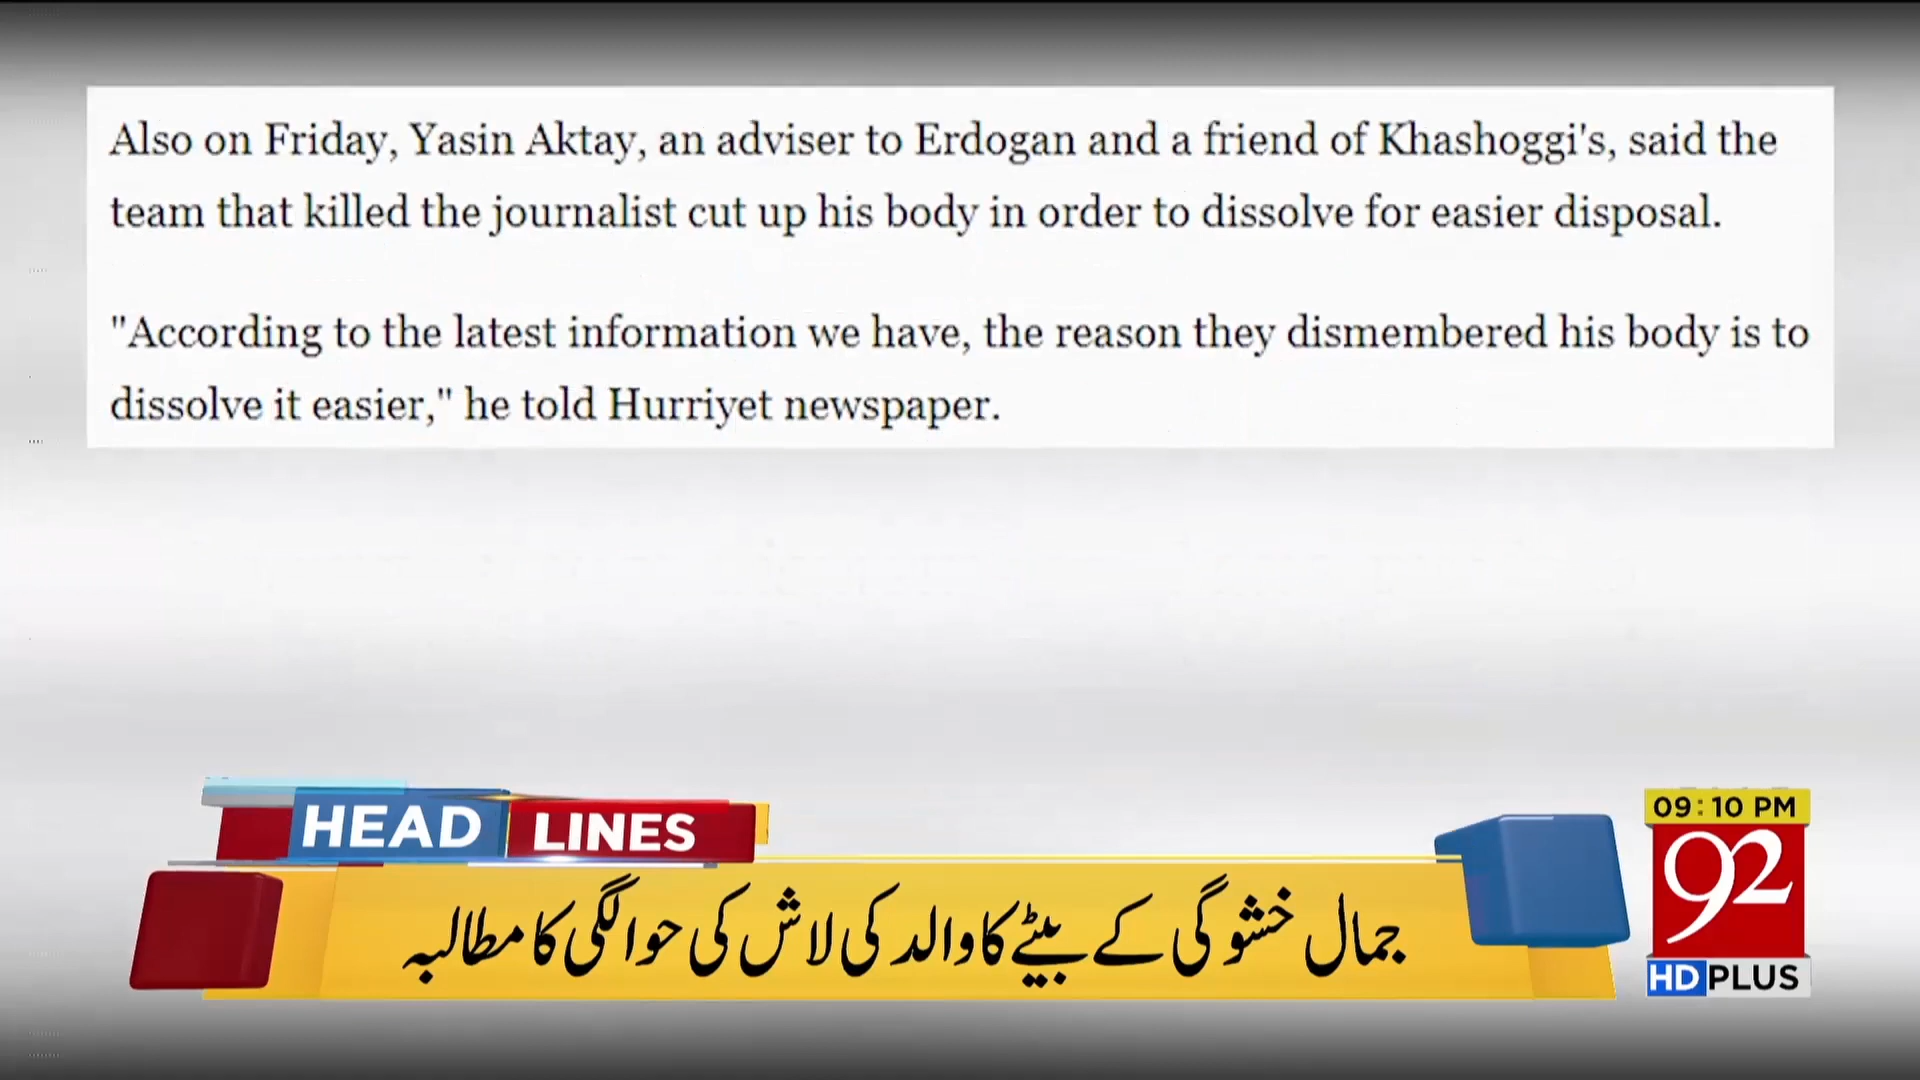 Also on Friday, Yasin Aktay, an adviser to Erdogan and a friend of Khashoggi's, said the
team that killed the journalist cut up his body in order to dissolve for easier disposal.
"According to the latest information we have, the reason they dismembered his body is to
dissolve it easier," he told Hurriyet newspaper.
HEAD LINES
جمال خشوگی کے بیٹے کا والد کی لاش کی حوالگی کا مطالبہ
09:10 PM
92
HD PLUS